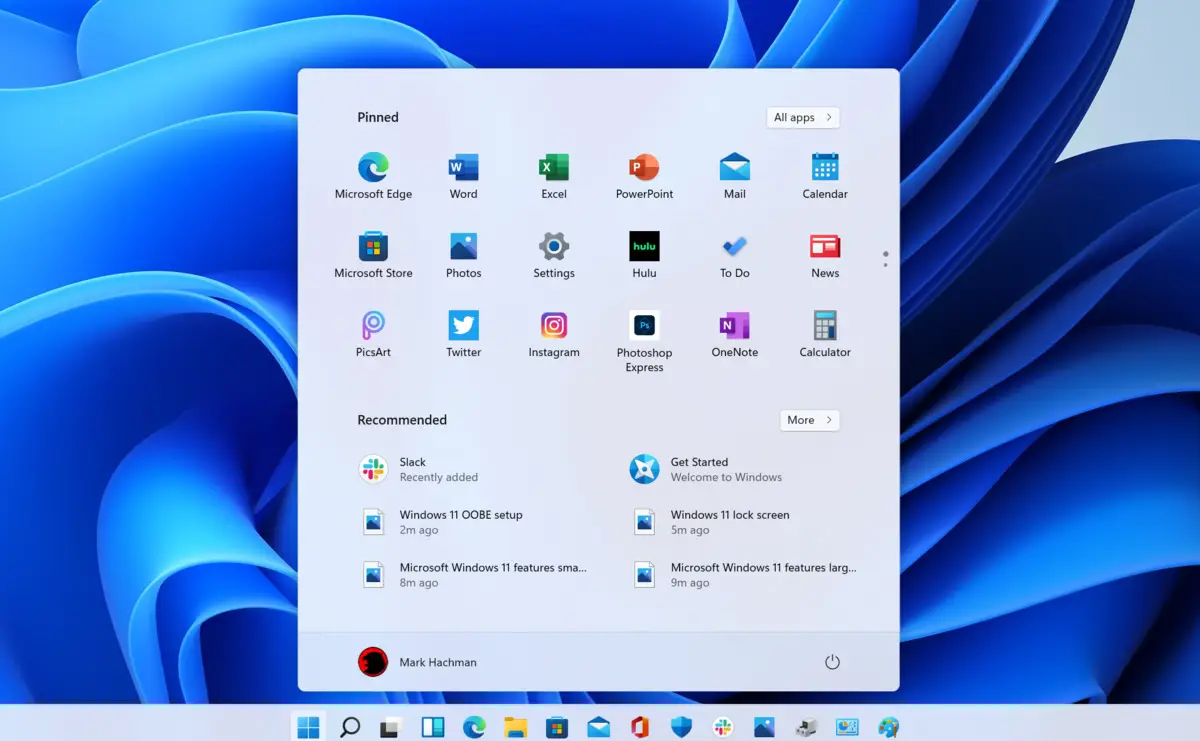 Pinned
All apps
Microsoft Edge
Word
Excel
PowerPoint
Mail
Calendar
Microsoft Store
Photos
Settings
hulu
Hulu
To Do
News
PicsArt
Twitter
Instagram
Ps
Photoshop
Express
OneNote
Calculator
Recommended
More
Slack
Recently added
Get Started
Welcome to Windows
Windows 11 OOBE setup
2m ago
Windows 11 lock screen
5m ago
Microsoft Windows 11 features sma...
8m ago
Microsoft Windows 11 features larg...
9m ago
Mark Hachman